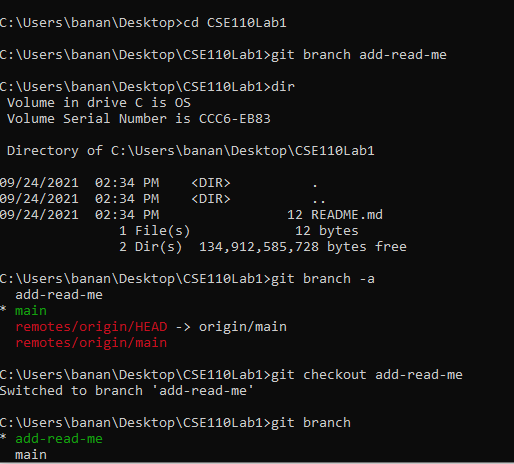 C:\Users\banan\Desktop>cd CSE110Lab1
C:\Users\banan\Desktop\CSE110Lab1>git branch add-read-me
C:\Users\banan\Desktop\CSE110Lab1>dir
 Volume in drive C is OS
 Volume Serial Number is CCC6-EB83
 Directory of C:\Users\banan\Desktop\CSE110Lab1
09/24/2021  02:34 PM    <DIR>          .
09/24/2021  02:34 PM    <DIR>          ..
09/24/2021  02:34 PM                12 README.md
               1 File(s)             12 bytes
               2 Dir(s)  134,912,585,728 bytes free
C:\Users\banan\Desktop\CSE110Lab1>git branch -a
  add-read-me
* main
  remotes/origin/HEAD -> origin/main
  remotes/origin/main
C:\Users\banan\Desktop\CSE110Lab1>git checkout add-read-me
Switched to branch 'add-read-me'
C:\Users\banan\Desktop\CSE110Lab1>git branch
* add-read-me
  main